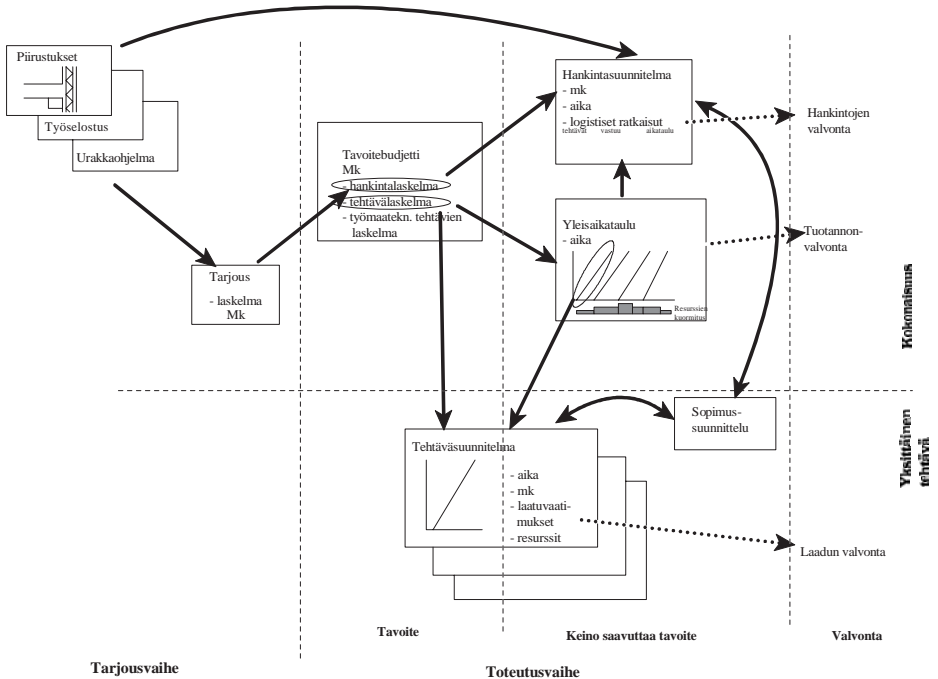 Piirustukset
Työselostus
Urakkaohjelma
Tarjous
- laskelma
Mk
Tavoitebudjetti
Mk
- hankintalaskelma
- tehtävälaskelma
- työmaatekn. tehtävien
laskelma
Hankintasuunnitelma
- mk
- aika
- logistiset ratkaisut
tehtävät vastuu aikataulu
Yleisaikataulu
- aika
Resurssien
kuormitus
Hankintojen
valvonta
Tuotannon-
valvonta
Kokonaisuus
Sopimus-
suunnittelu
Yksittäinen
tehtävä
Tehtäväsuunnitelma
- aika
- mk
- laatuvaati-
mukset
- resurssit
Laadun valvonta
Tavoite
Keino saavuttaa tavoite
Valvonta
Tarjousvaihe
Toteutusvaihe